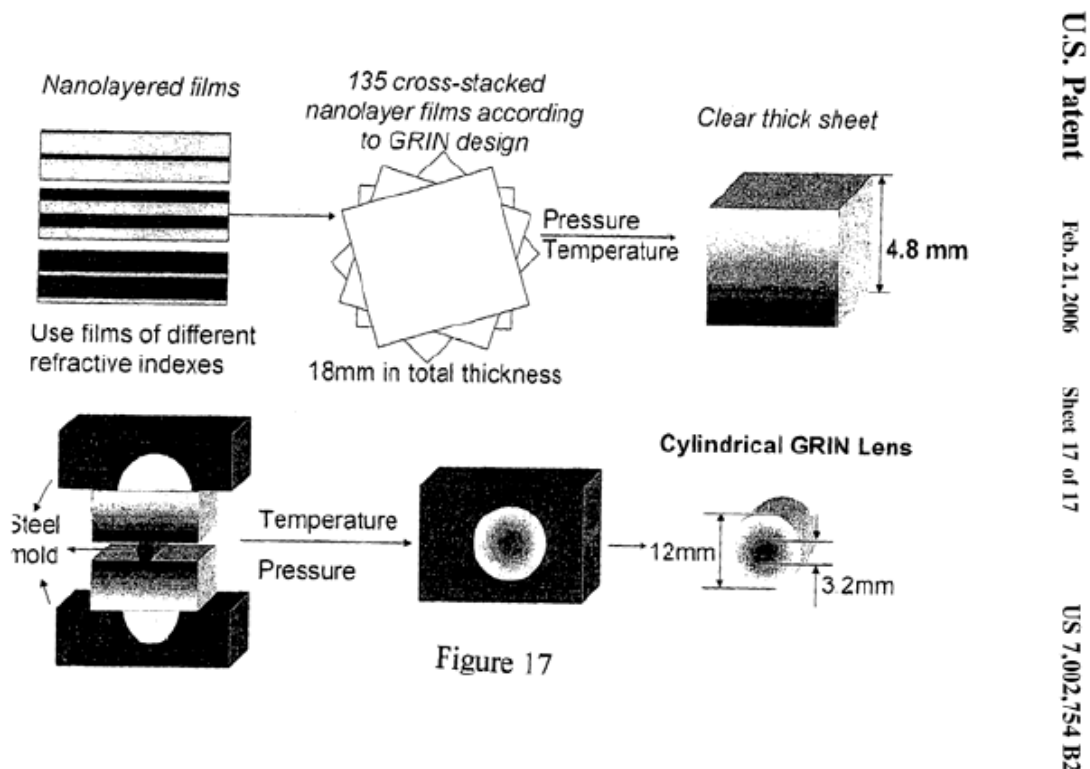 Nanolayered films
135 cross-stacked
nanolayer films according
to GRIN design
Clear thick sheet
Pressure
Temperature
4.8 mm
Use films of different
refractive indexes
18mm in total thickness
Cylindrical GRIN Lens
Steel
mold
Temperature
Pressure
12mm
3.2mm
Figure 17
U.S. Patent
Feb. 21, 2006
Sheet 17 of 17
US 7,002,754 B2